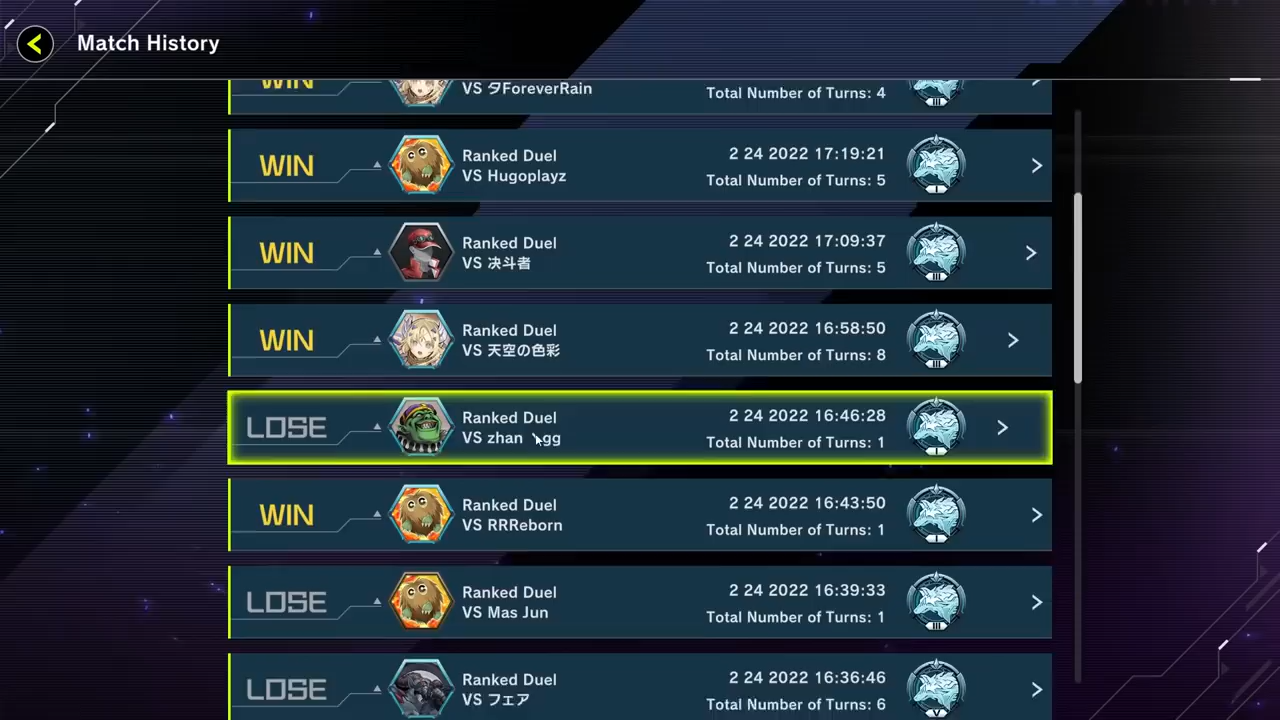 Match History
WIN
VS タForeverRain
Total Number of Turns: 4
III
WIN
Ranked Duel
VS Hugoplayz
2 24 2022 17:19:21
Total Number of Turns: 5
I
WIN
Ranked Duel
VS 决斗者
2 24 2022 17:09:37
Total Number of Turns: 5
III
WIN
Ranked Duel
VS 天空の色彩
2 24 2022 16:58:50
Total Number of Turns: 8
III
LOSE
Ranked Duel
VS zhan gg
2 24 2022 16:46:28
Total Number of Turns: 1
I
WIN
Ranked Duel
VS RRReborn
2 24 2022 16:43:50
Total Number of Turns: 1
I
LOSE
Ranked Duel
VS Mas Jun
2 24 2022 16:39:33
Total Number of Turns: 1
III
LOSE
Ranked Duel
VS フェア
2 24 2022 16:36:46
Total Number of Turns: 6
V